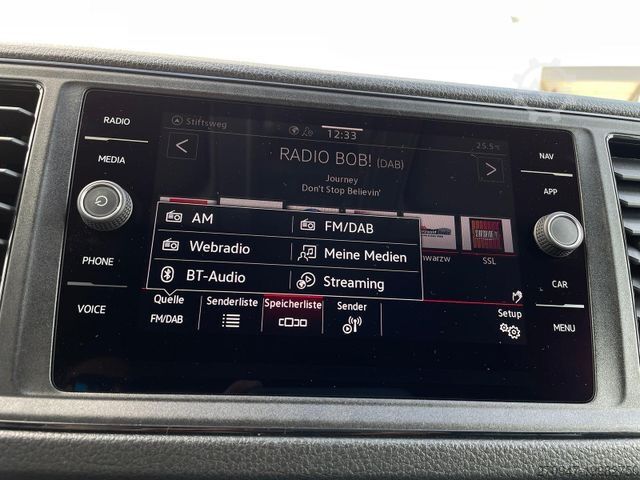 RADIO
MEDIA
PHONE
VOICE
Stiftsweg
12:33
25.5°C
RADIO BOB! (DAB)
Journey
Don't Stop Believin'
AM
FM/DAB
Webradio
Meine Medien
BT-Audio
Streaming
hwarzw
SSL
Quelle
FM/DAB
Senderliste
Speicherliste
Sender
Setup
NAV
APP
CAR
MENU